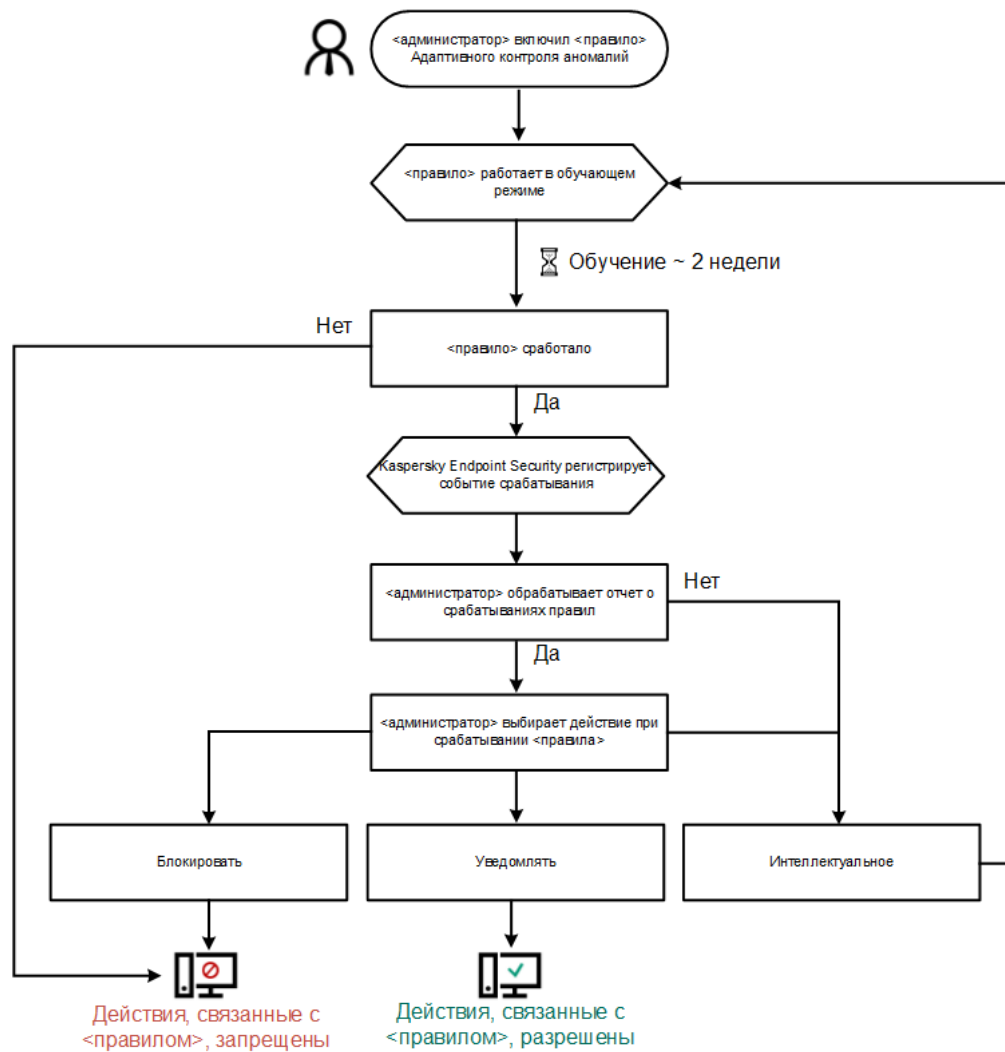 <администратор> включил <правило>
Адаптивного контроля аномалий
<правило> работает в обучающем
режиме
Обучение ~ 2 недели
Нет
<правило> сработало
Да
Kaspersky Endpoint Security регистрирует
событие срабатывания
<администратор> обрабатывает отчет о
срабатываниях правил
Нет
Да
<администратор> выбирает действие при
срабатывании <правила>
Блокировать
Уведомлять
Интеллектуальное
Действия, связанные с
<правилом>, запрещены
Действия, связанные с
<правилом>, разрешены